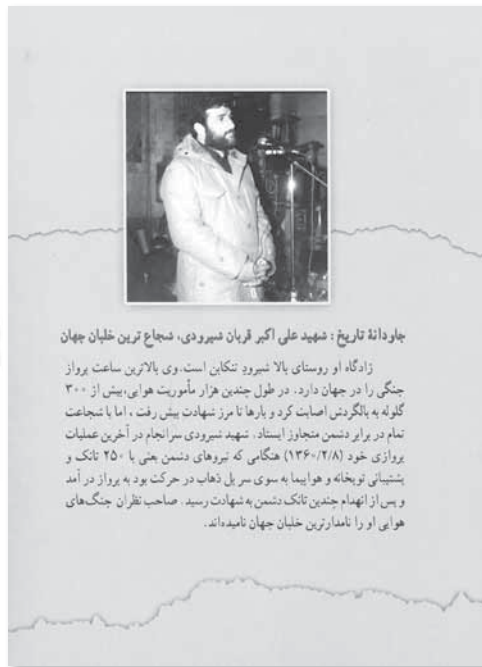 جاودانهٔ تاریخ : شهید علی اکبر قربان شیرودی، شجاع ترین خلبان جهان
زادگاه او روستای بالا شیرود تنکابن است. وی بالاترین ساعت پرواز
جنگی را در جهان دارد. در طول چندین هزار مأموریت هوایی، بیش از ۳۰۰
گلوله به بالگردش اصابت کرد و بارها تا مرز شهادت پیش رفت ، اما با شجاعت
تمام در برابر دشمن متجاوز ایستاد. شهید شیرودی سرانجام در آخرین عملیات
پروازی خود (۱۳۶۰/۲/۸) هنگامی که نیروهای دشمن بعثی با ۲۵۰ تانک و
پشتیبانی توپخانه و هواپیما به سوی سر پل ذهاب در حرکت بود به پرواز در آمد
و پس از انهدام چندین تانک دشمن به شهادت رسید . صاحب نظران جنگ‌های
هوایی او را نامدارترین خلبان جهان نامیده‌اند.